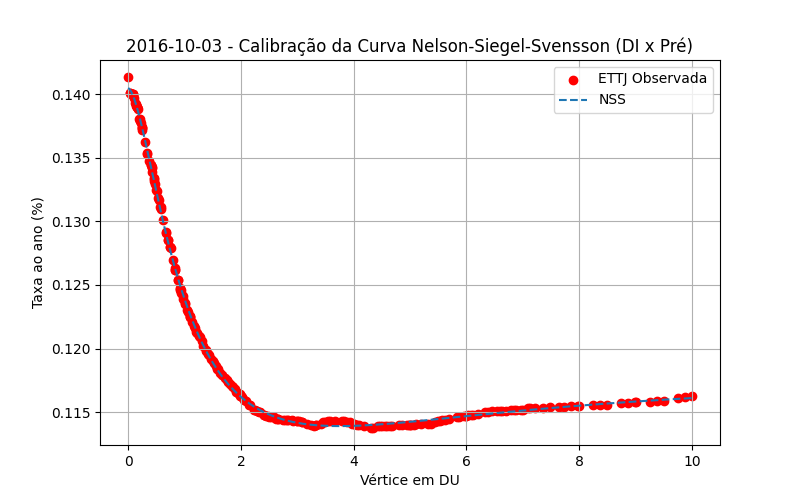 2016-10-03 - Calibração da Curva Nelson-Siegel-Svensson (DI x Pré)
ETTJ Observada
NSS
0.140
0.135
0.130
0.125
0.120
0.115
Taxa ao ano (%)
0 2 4 6 8 10
Vértice em DU